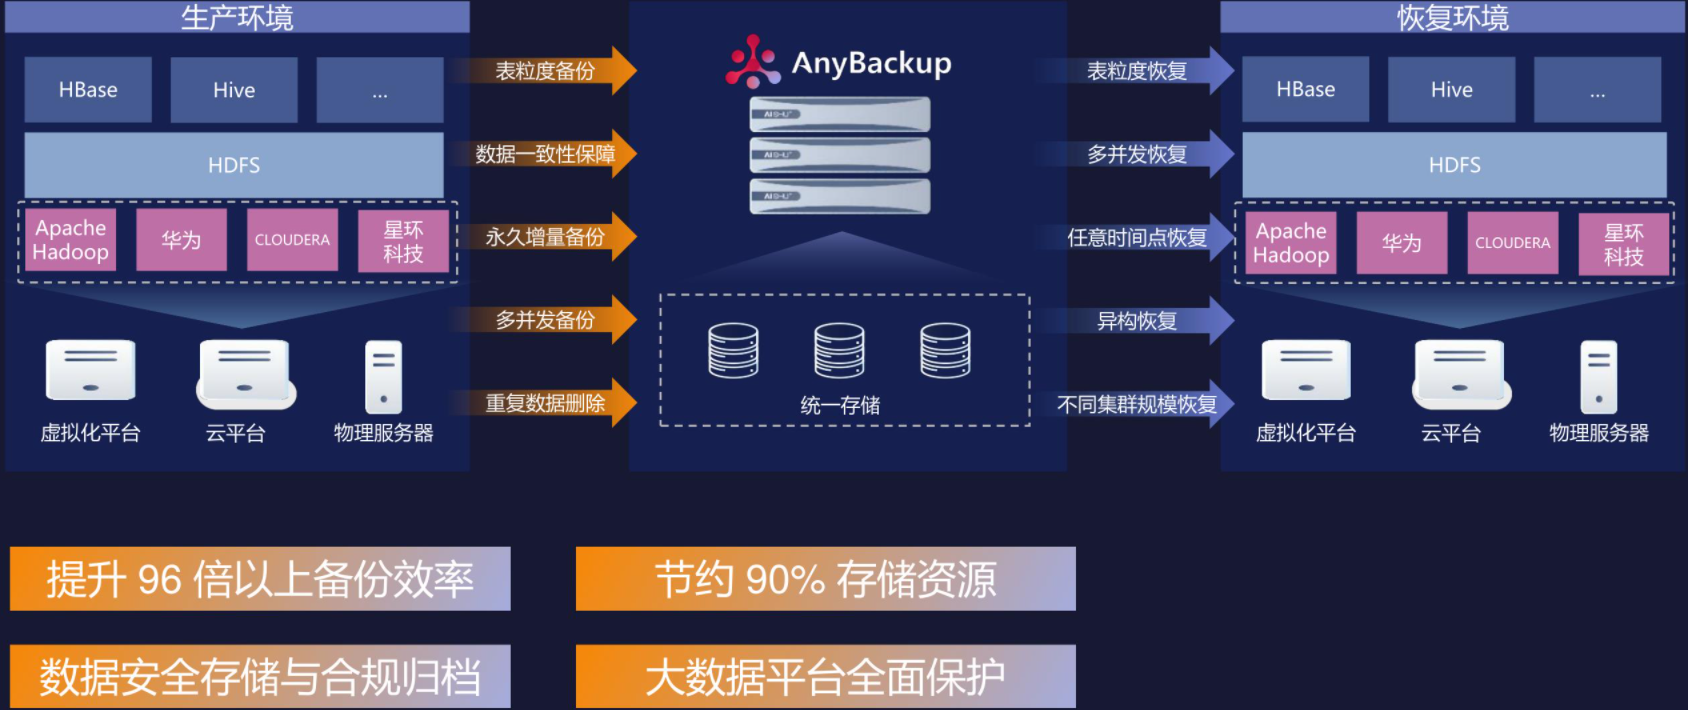 生产环境
HBase
Hive
...
HDFS
Apache
Hadoop
华为
CLOUDERA
星环
科技
虚拟化平台
云平台
物理服务器
表粒度备份
数据一致性保障
永久增量备份
多并发备份
重复数据删除
AnyBackup
统一存储
表粒度恢复
多并发恢复
任意时间点恢复
异构恢复
不同集群规模恢复
恢复环境
HBase
Hive
...
HDFS
Apache
Hadoop
华为
CLOUDERA
星环
科技
虚拟化平台
云平台
物理服务器
提升 96 倍以上备份效率
节约 90% 存储资源
数据安全存储与合规归档
大数据平台全面保护